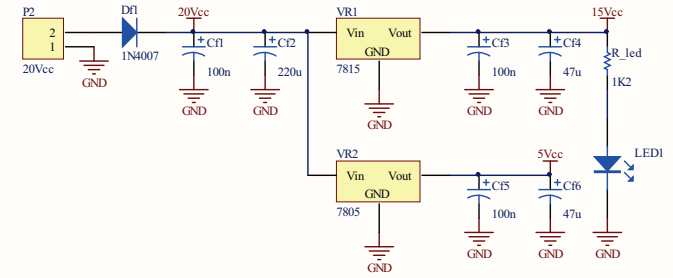 P2
2
1
20Vcc
GND
Df1
1N4007
20Vcc
+
Cf1
100n
GND
+
Cf2
220u
GND
VR1
Vin Vout
GND
7815
GND
+
Cf3
100n
GND
+
Cf4
47u
GND
15Vcc
R_led
1K2
LED1
GND
VR2
Vin Vout
GND
7805
GND
+
Cf5
100n
GND
5Vcc
+
Cf6
47u
GND